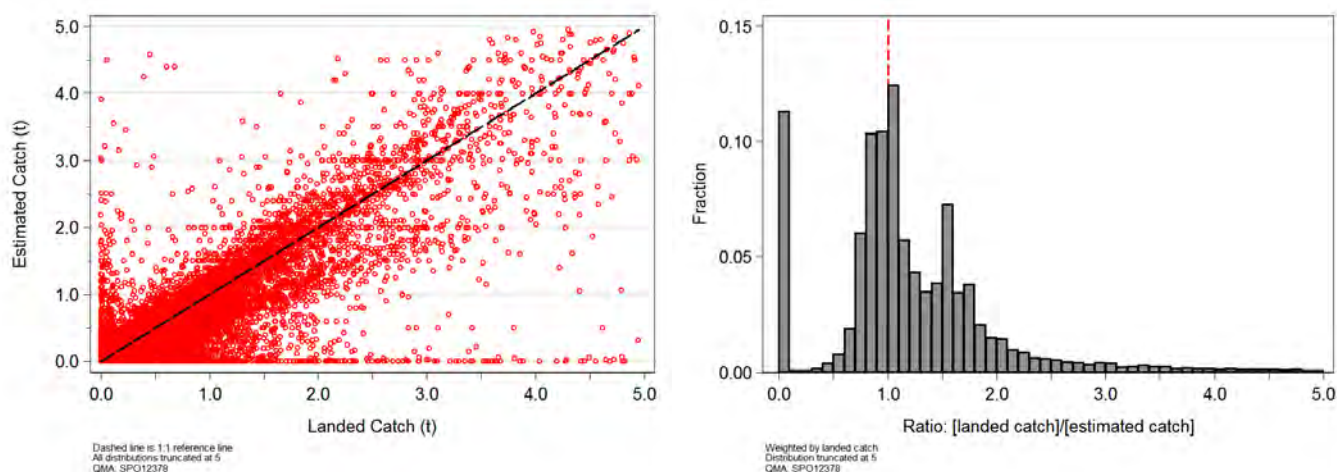 5.0
4.0
3.0
2.0
1.0
0.0
Estimated Catch (t)
0.0 1.0 2.0 3.0 4.0 5.0
Landed Catch (t)
Dashed line is 1:1 reference line
All distributions truncated at 5
QMA: SPO12378
0.15
0.10
0.05
0.00
Fraction
0.0 1.0 2.0 3.0 4.0 5.0
Ratio: [landed catch]/[estimated catch]
Weighted by landed catch
Distribution truncated at 5
QMA: SPO12378